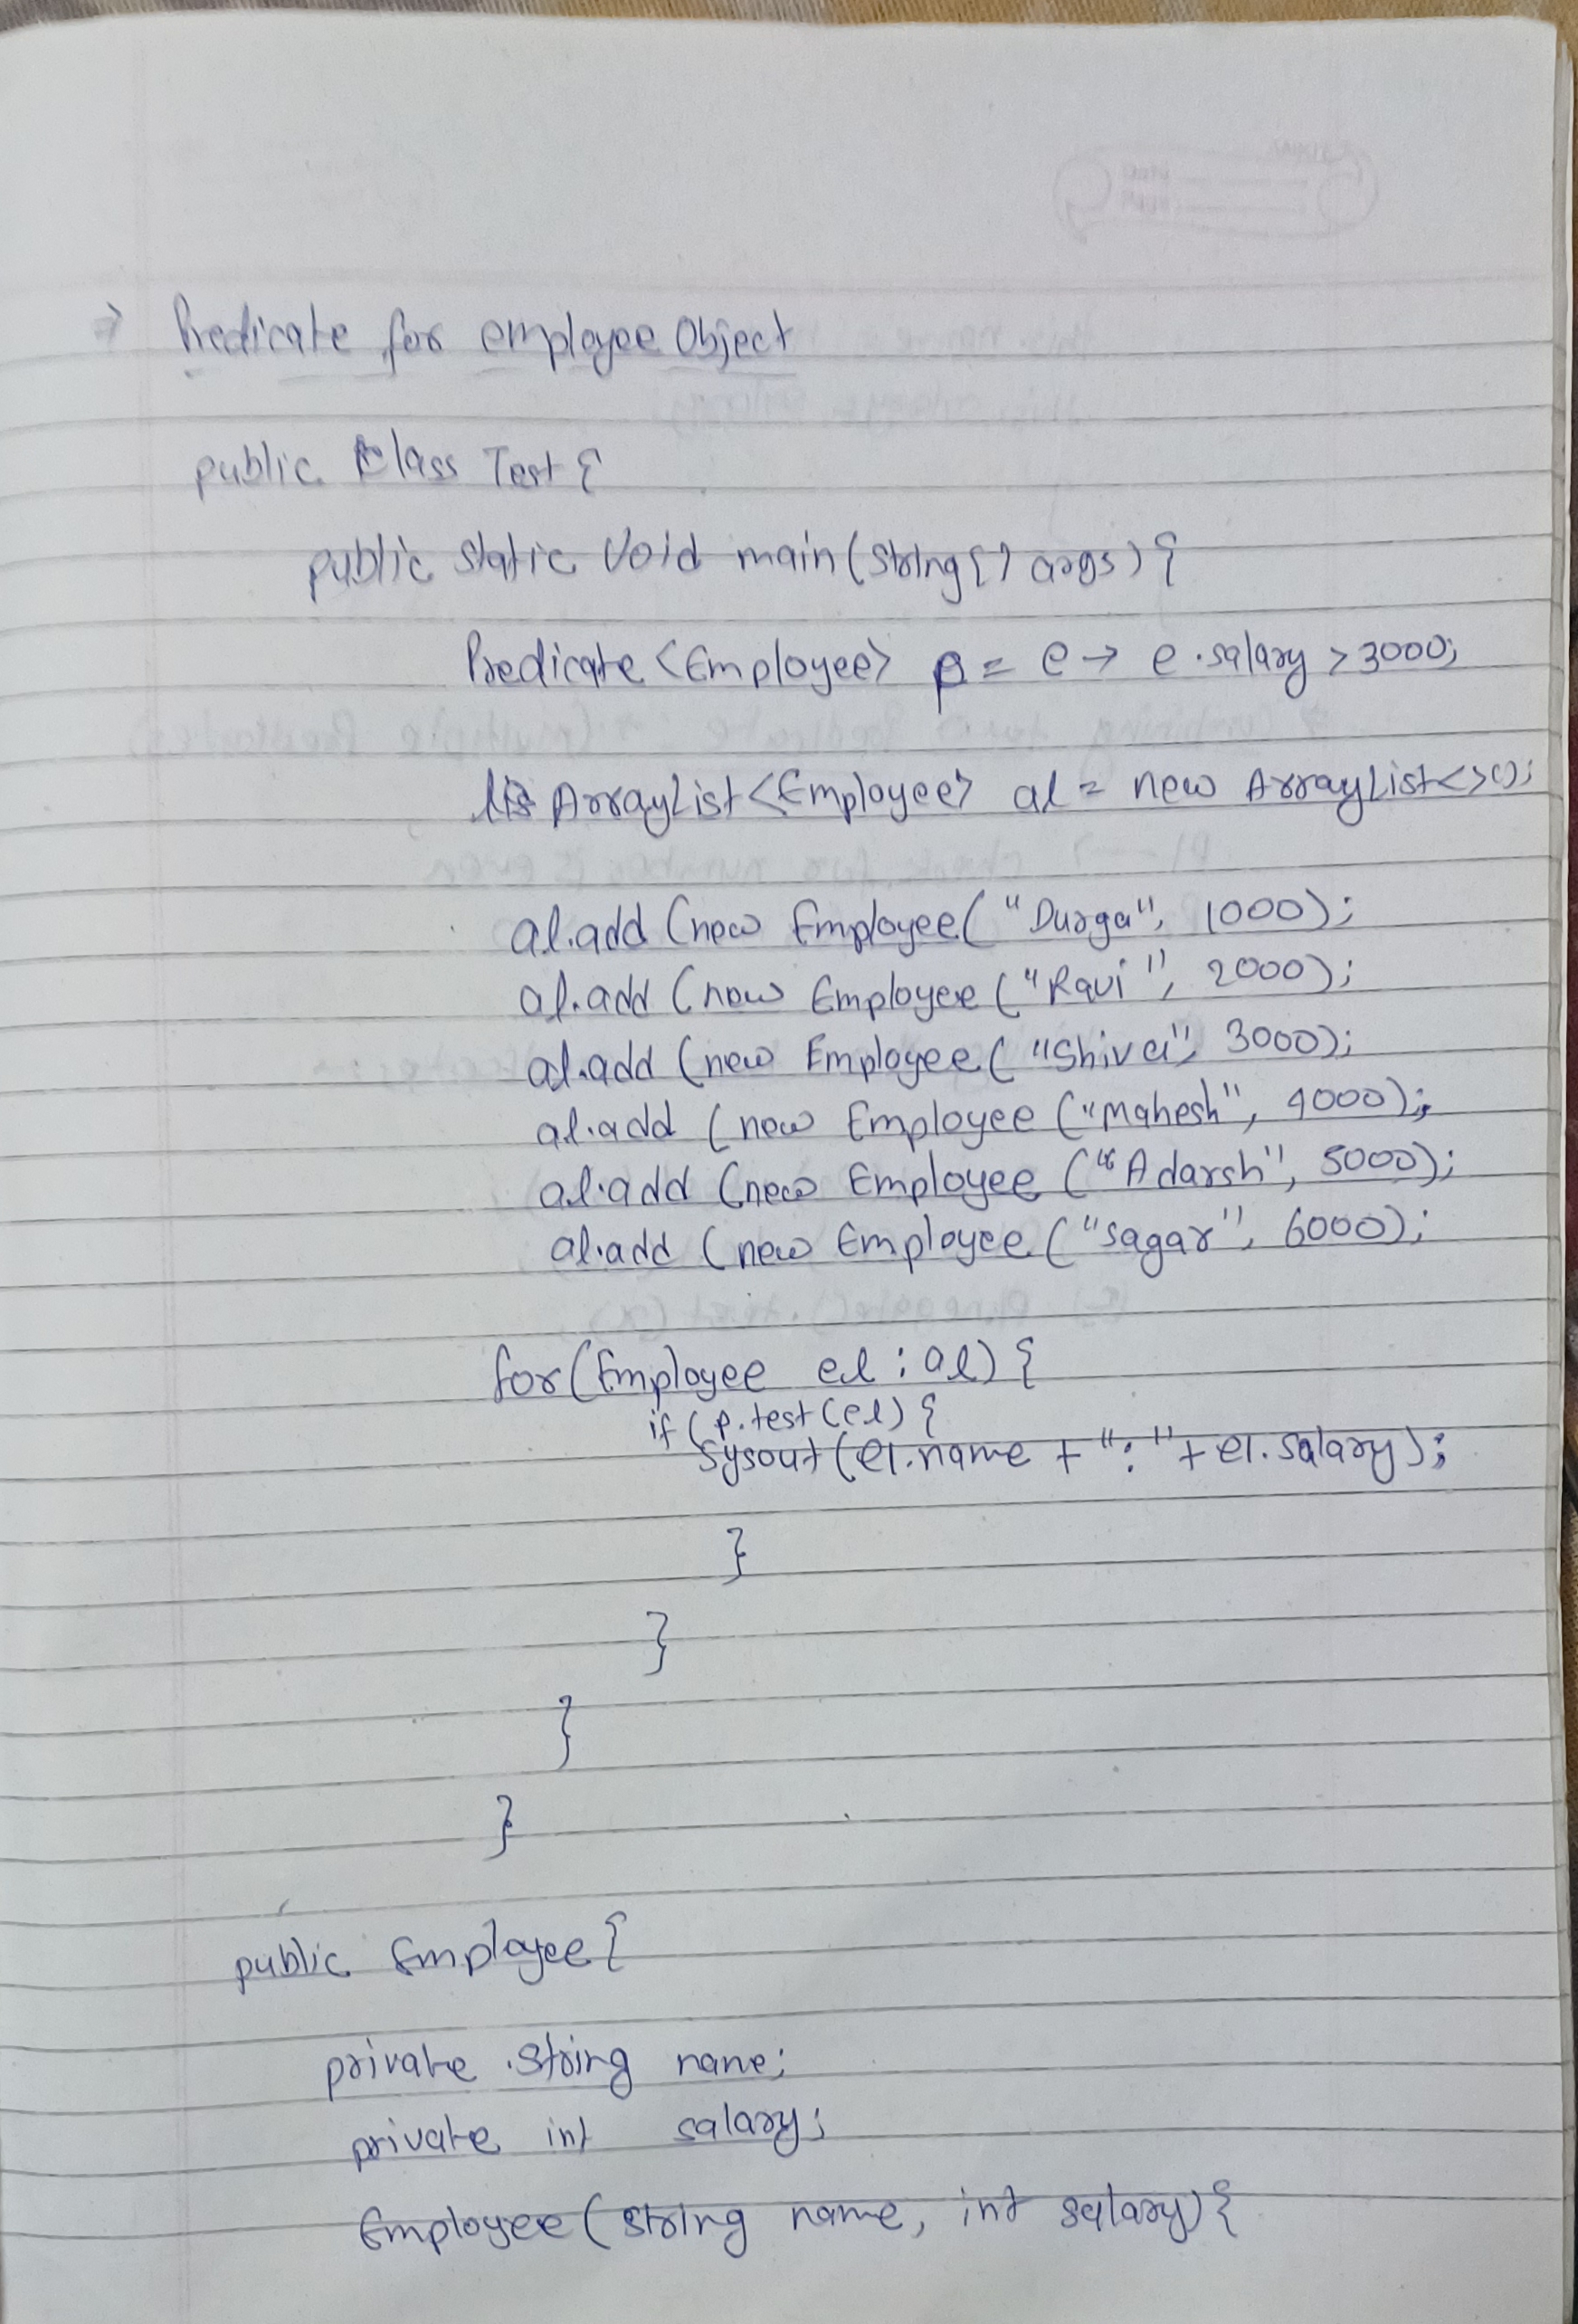 → Predicate for employee Object
public class Test {
public static void main(String[] args) {
Predicate <Employee> p = e → e.salary > 3000;
ArrayList<Employee> al = new ArrayList<>();
al.add (new Employee( "Durga", 1000);
al.add (new Employee ("Ravi", 2000);
al.add (new Employee ( "Shiva", 3000);
al.add (new Employee ("Mahesh", 4000);
al.add (new Employee ("Adarsh", 5000);
al.add (new Employee ("Sagar", 6000);
for(Employee e1 : al) {
if (p.test(e1) {
Sysout (e1.name + ":" + e1.salary);
}
}
}
}
public Employee {
private String name;
private int salary;
Employee (String name, int salary) {